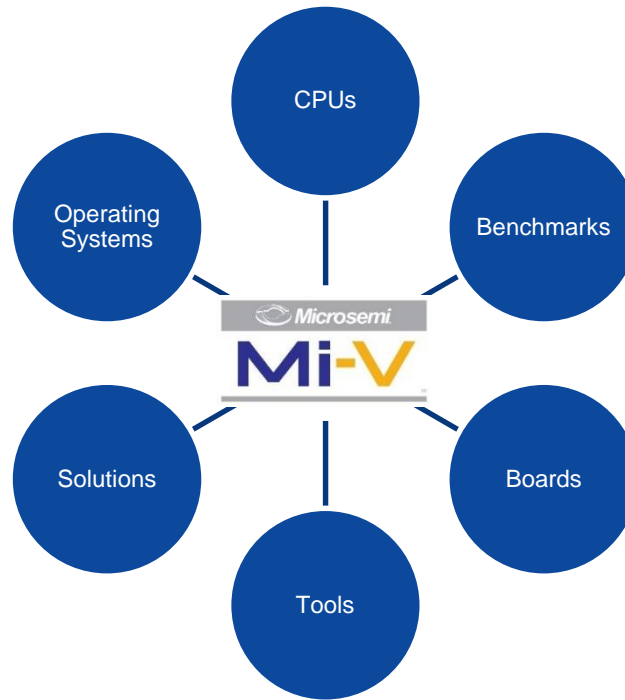 CPUs
Operating
Systems
Benchmarks
Microsemi
Mi-V
Solutions
Boards
Tools